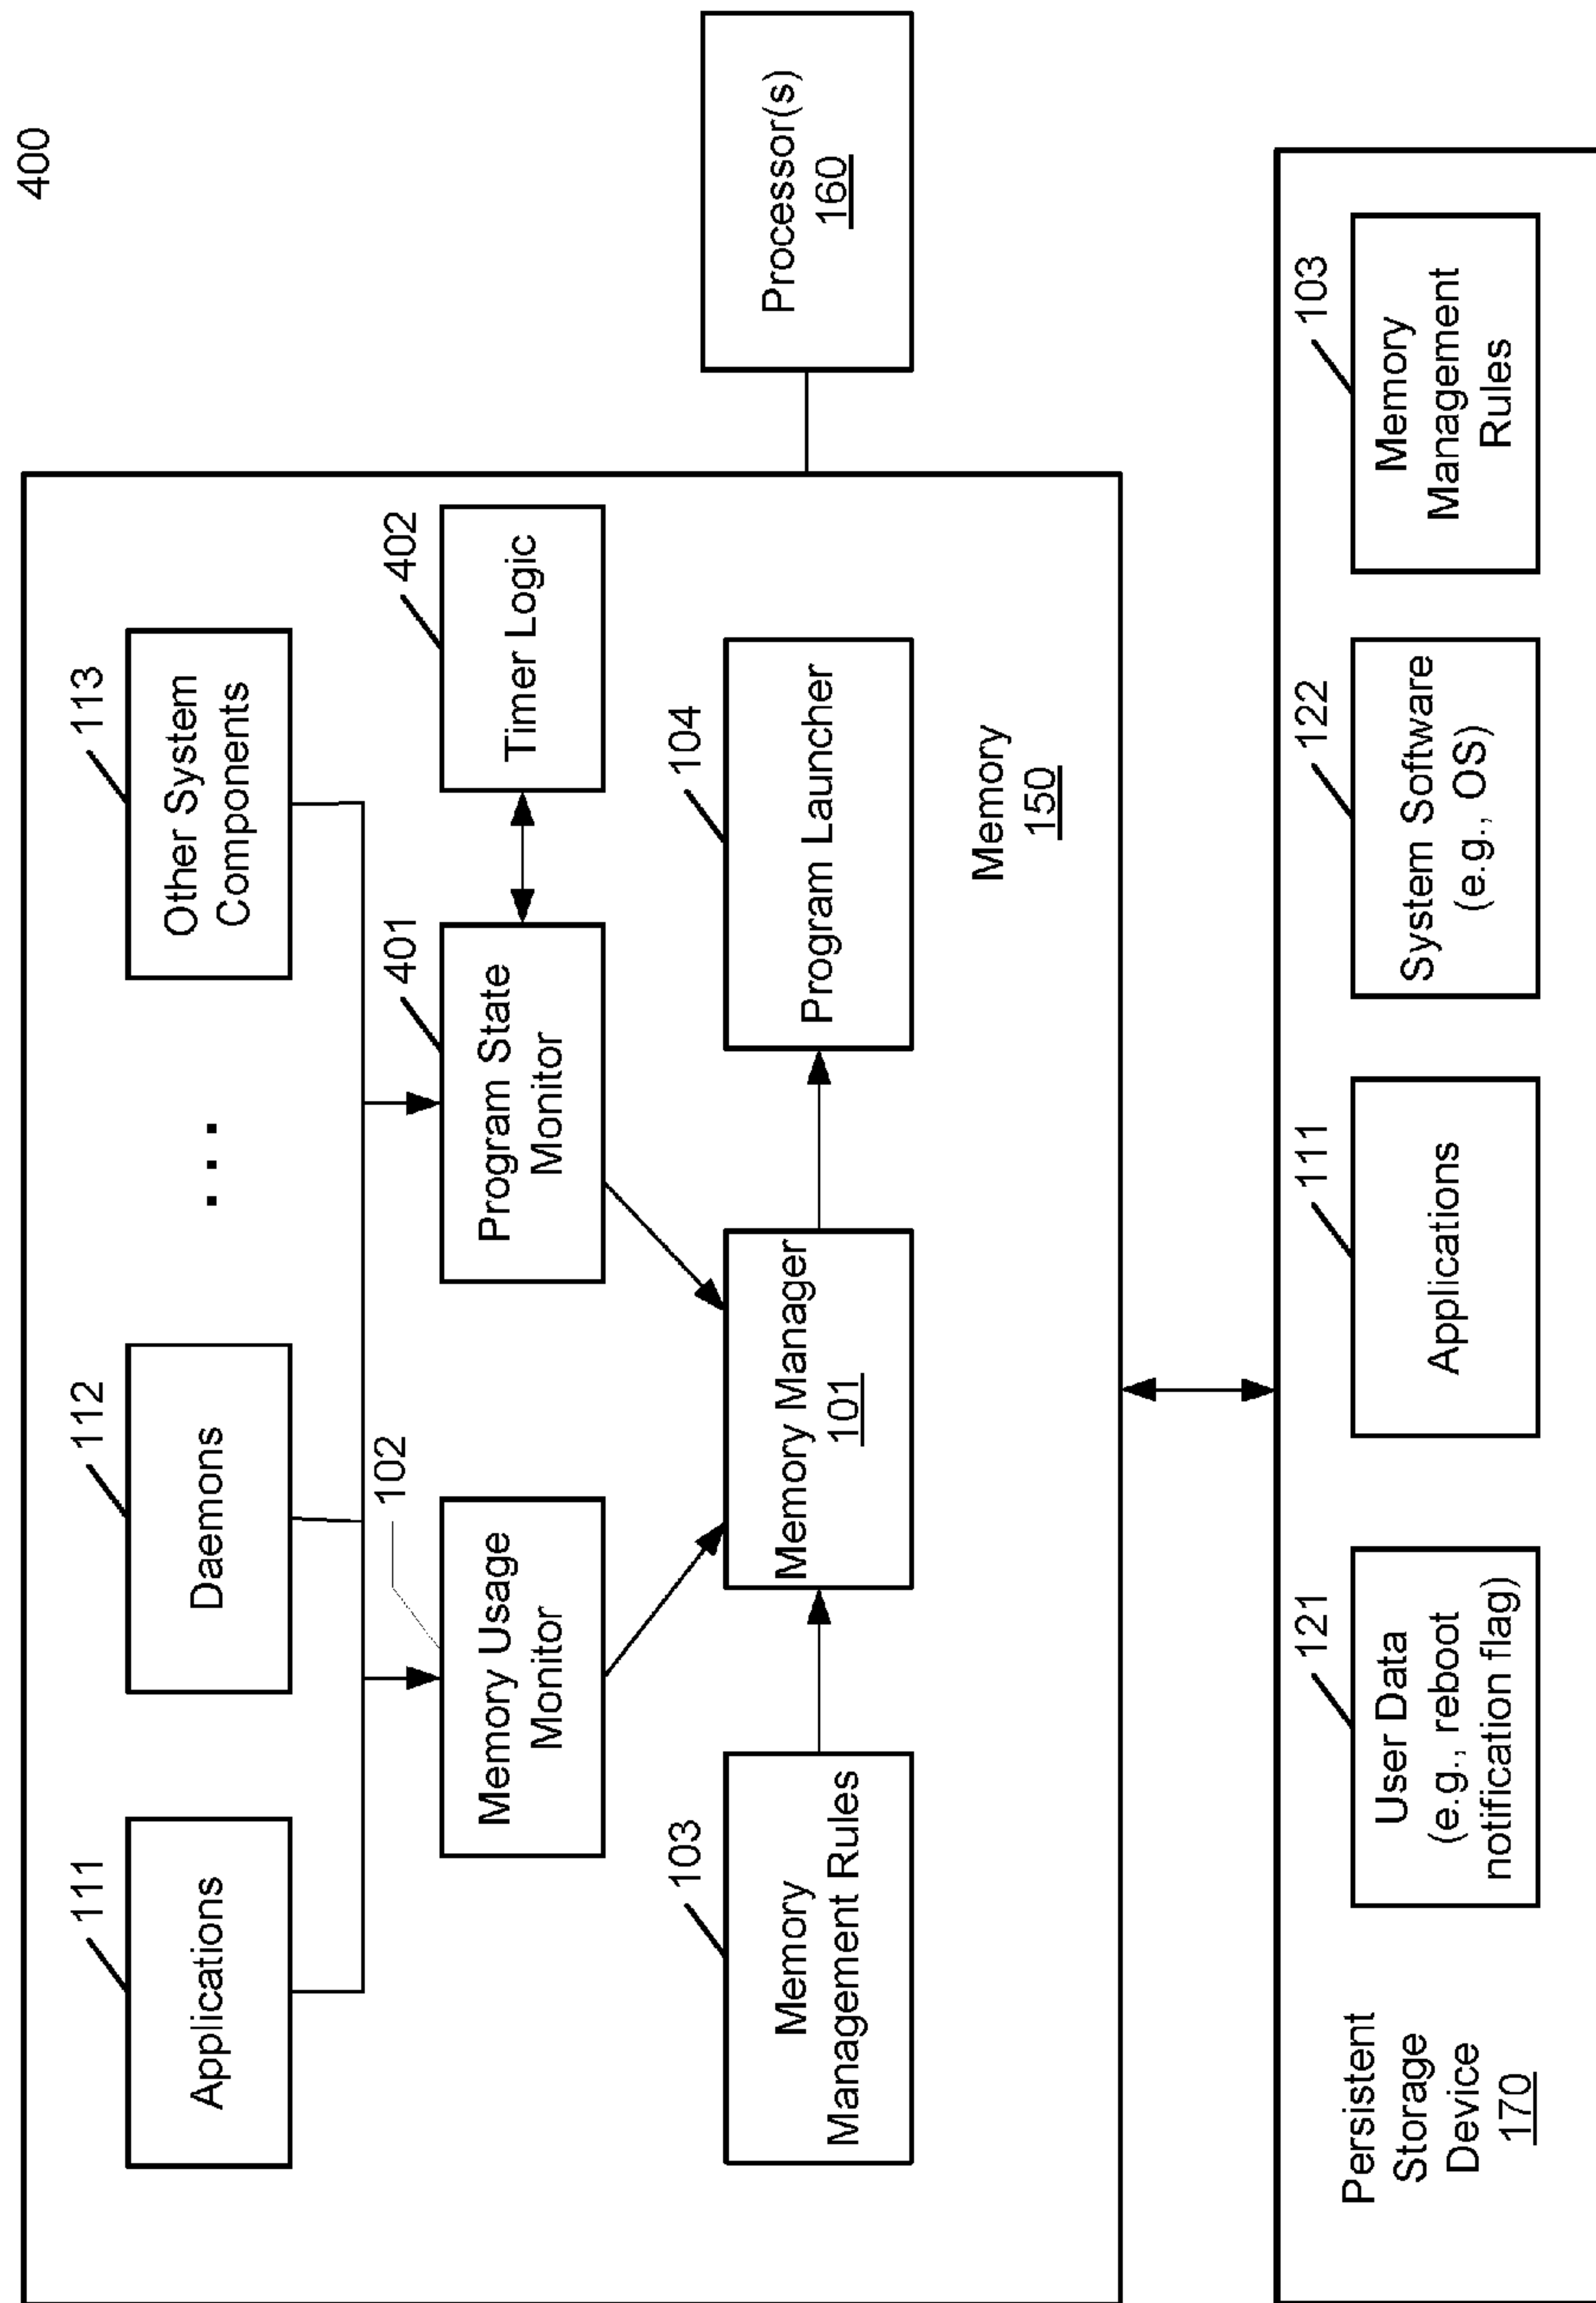 400
111
Applications
112
Daemons
. . .
113
Other System
Components
102
Memory Usage
Monitor
401
Program State
Monitor
402
Timer Logic
103
Memory
Management Rules
Memory Manager
101
104
Program Launcher
Memory
150
Processor(s)
160
Persistent
Storage
Device
170
121
User Data
(e.g., reboot
notification flag)
111
Applications
122
System Software
(e.g., OS)
103
Memory
Management
Rules